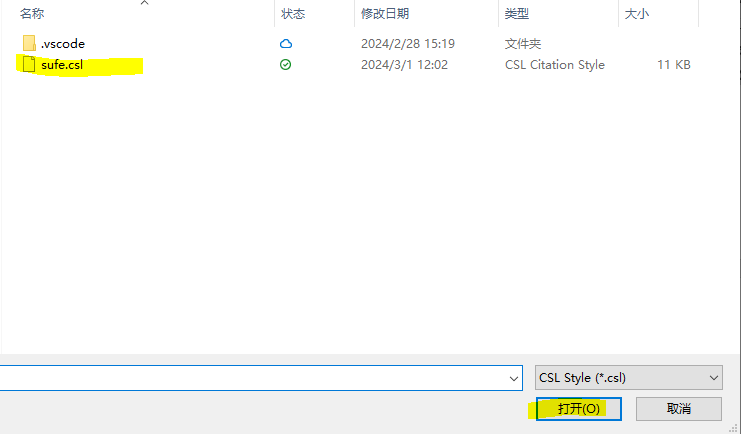 名称 状态 修改日期 类型 大小
.vscode 2024/2/28 15:19 文件夹
sufe.csl 2024/3/1 12:02 CSL Citation Style 11 KB
CSL Style (*.csl)
打开(O) 取消